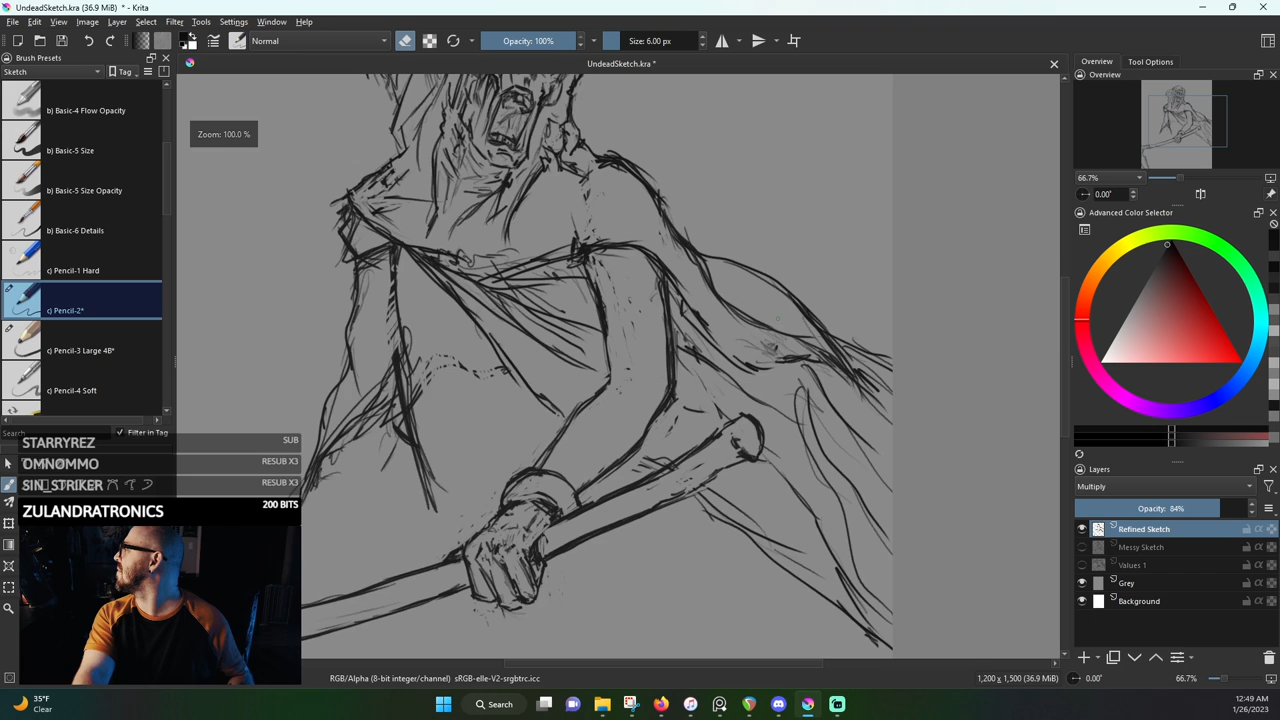 UndeadSketch.kra (36.9 MiB) * - Krita
File Edit View Image Layer Select Filter Tools Settings Window Help
Normal
Opacity: 100%
Size: 6.00 px
Brush Presets
Sketch
Tag
b) Basic-4 Flow Opacity
b) Basic-5 Size
b) Basic-5 Size Opacity
b) Basic-6 Details
c) Pencil-1 Hard
c) Pencil-2*
c) Pencil-3 Large 4B*
c) Pencil-4 Soft
Search
Filter in Tag
UndeadSketch.kra *
Zoom: 100.0 %
STARRYREZ SUB
OMNOMMO RESUB X3
SIN_STRIKER RESUB X3
ZULANDRATRONICS 200 BITS
Overview Tool Options
Overview
66.7%
0.00°
Advanced Color Selector
Layers
Multiply
Opacity: 84%
Refined Sketch
Messy Sketch
Values 1
Grey
Background
RGB/Alpha (8-bit integer/channel) sRGB-elle-V2-srgbtrc.icc
1,200 x 1,500 (36.9 MiB)
0.00°
66.7%
35°F
Clear
Search
12:49 AM
1/26/2023